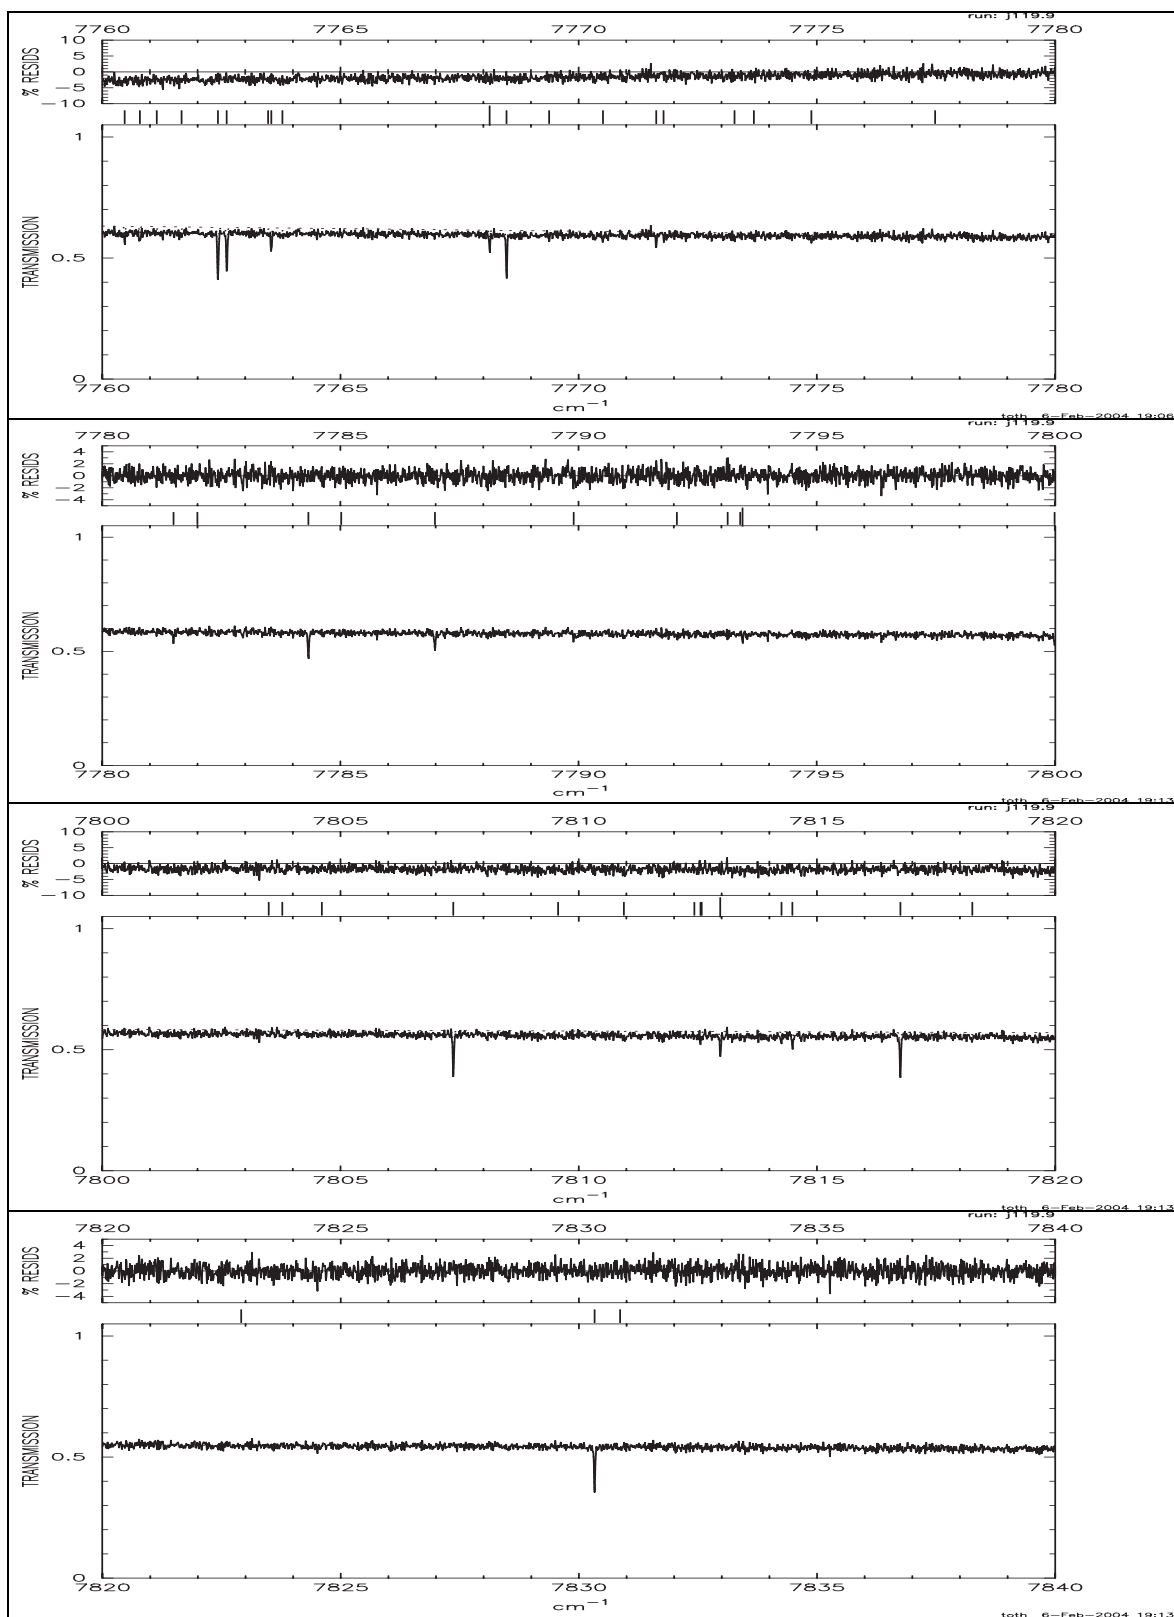 run: j119.9
7760 7765 7770 7775 7780
10
5
0
−5
−10
% RESIDS
1
0.5
0
TRANSMISSION
7760 7765 7770 7775 7780
cm−1
toth 6−Feb−2004 19:06
run: j119.9
7780 7785 7790 7795 7800
4
2
0
−2
−4
% RESIDS
1
0.5
0
TRANSMISSION
7780 7785 7790 7795 7800
cm−1
toth 6−Feb−2004 19:13
run: j119.9
7800 7805 7810 7815 7820
10
5
0
−5
−10
% RESIDS
1
0.5
0
TRANSMISSION
7800 7805 7810 7815 7820
cm−1
toth 6−Feb−2004 19:13
run: j119.9
7820 7825 7830 7835 7840
4
2
0
−2
−4
% RESIDS
1
0.5
0
TRANSMISSION
7820 7825 7830 7835 7840
cm−1
toth 6−Feb−2004 19:13